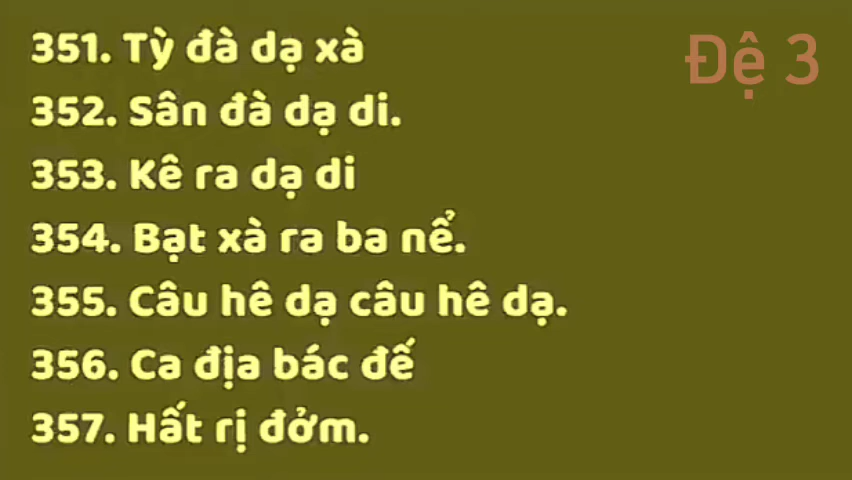 351. Tỳ đà dạ xà
Đệ 3
352. Sân đà dạ di.
353. Kê ra dạ di
354. Bạt xà ra ba nể.
355. Câu hê dạ câu hê dạ.
356. Ca địa bác đế
357. Hất rị đởm.